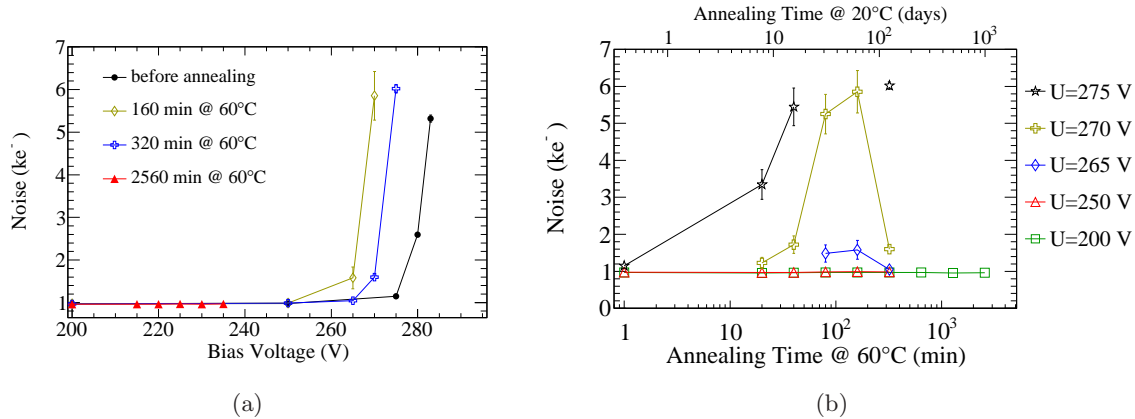 7
6
5
4
3
2
1
0
Noise (ke⁻)
before annealing
160 min @ 60°C
320 min @ 60°C
2560 min @ 60°C
200 220 240 260 280
Bias Voltage (V)
(a)
Annealing Time @ 20°C (days)
1 10 10² 10³
7
6
5
4
3
2
1
0
Noise (ke⁻)
1 10 10² 10³
Annealing Time @ 60°C (min)
U=275 V
U=270 V
U=265 V
U=250 V
U=200 V
(b)